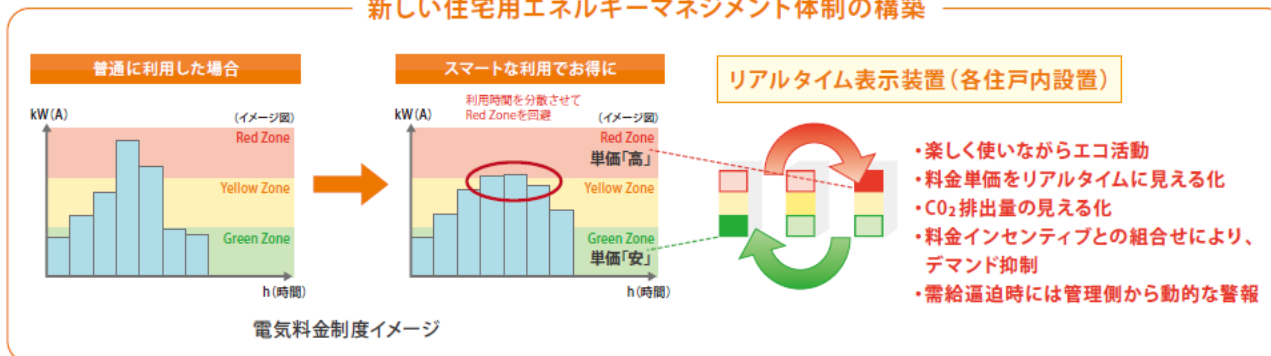 新しい住宅用エネルギーマネジメント体制の構築
普通に利用した場合
kW(A)
(イメージ図)
Red Zone
Yellow Zone
Green Zone
h(時間)
スマートな利用でお得に
利用時間を分散させて
Red Zoneを回避
kW(A)
(イメージ図)
Red Zone
単価「高」
Yellow Zone
Green Zone
単価「安」
h(時間)
電気料金制度イメージ
リアルタイム表示装置(各住戸内設置)
・楽しく使いながらエコ活動
・料金単価をリアルタイムに見える化
・CO₂排出量の見える化
・料金インセンティブとの組合せにより、
デマンド抑制
・需給逼迫時には管理側から動的な警報